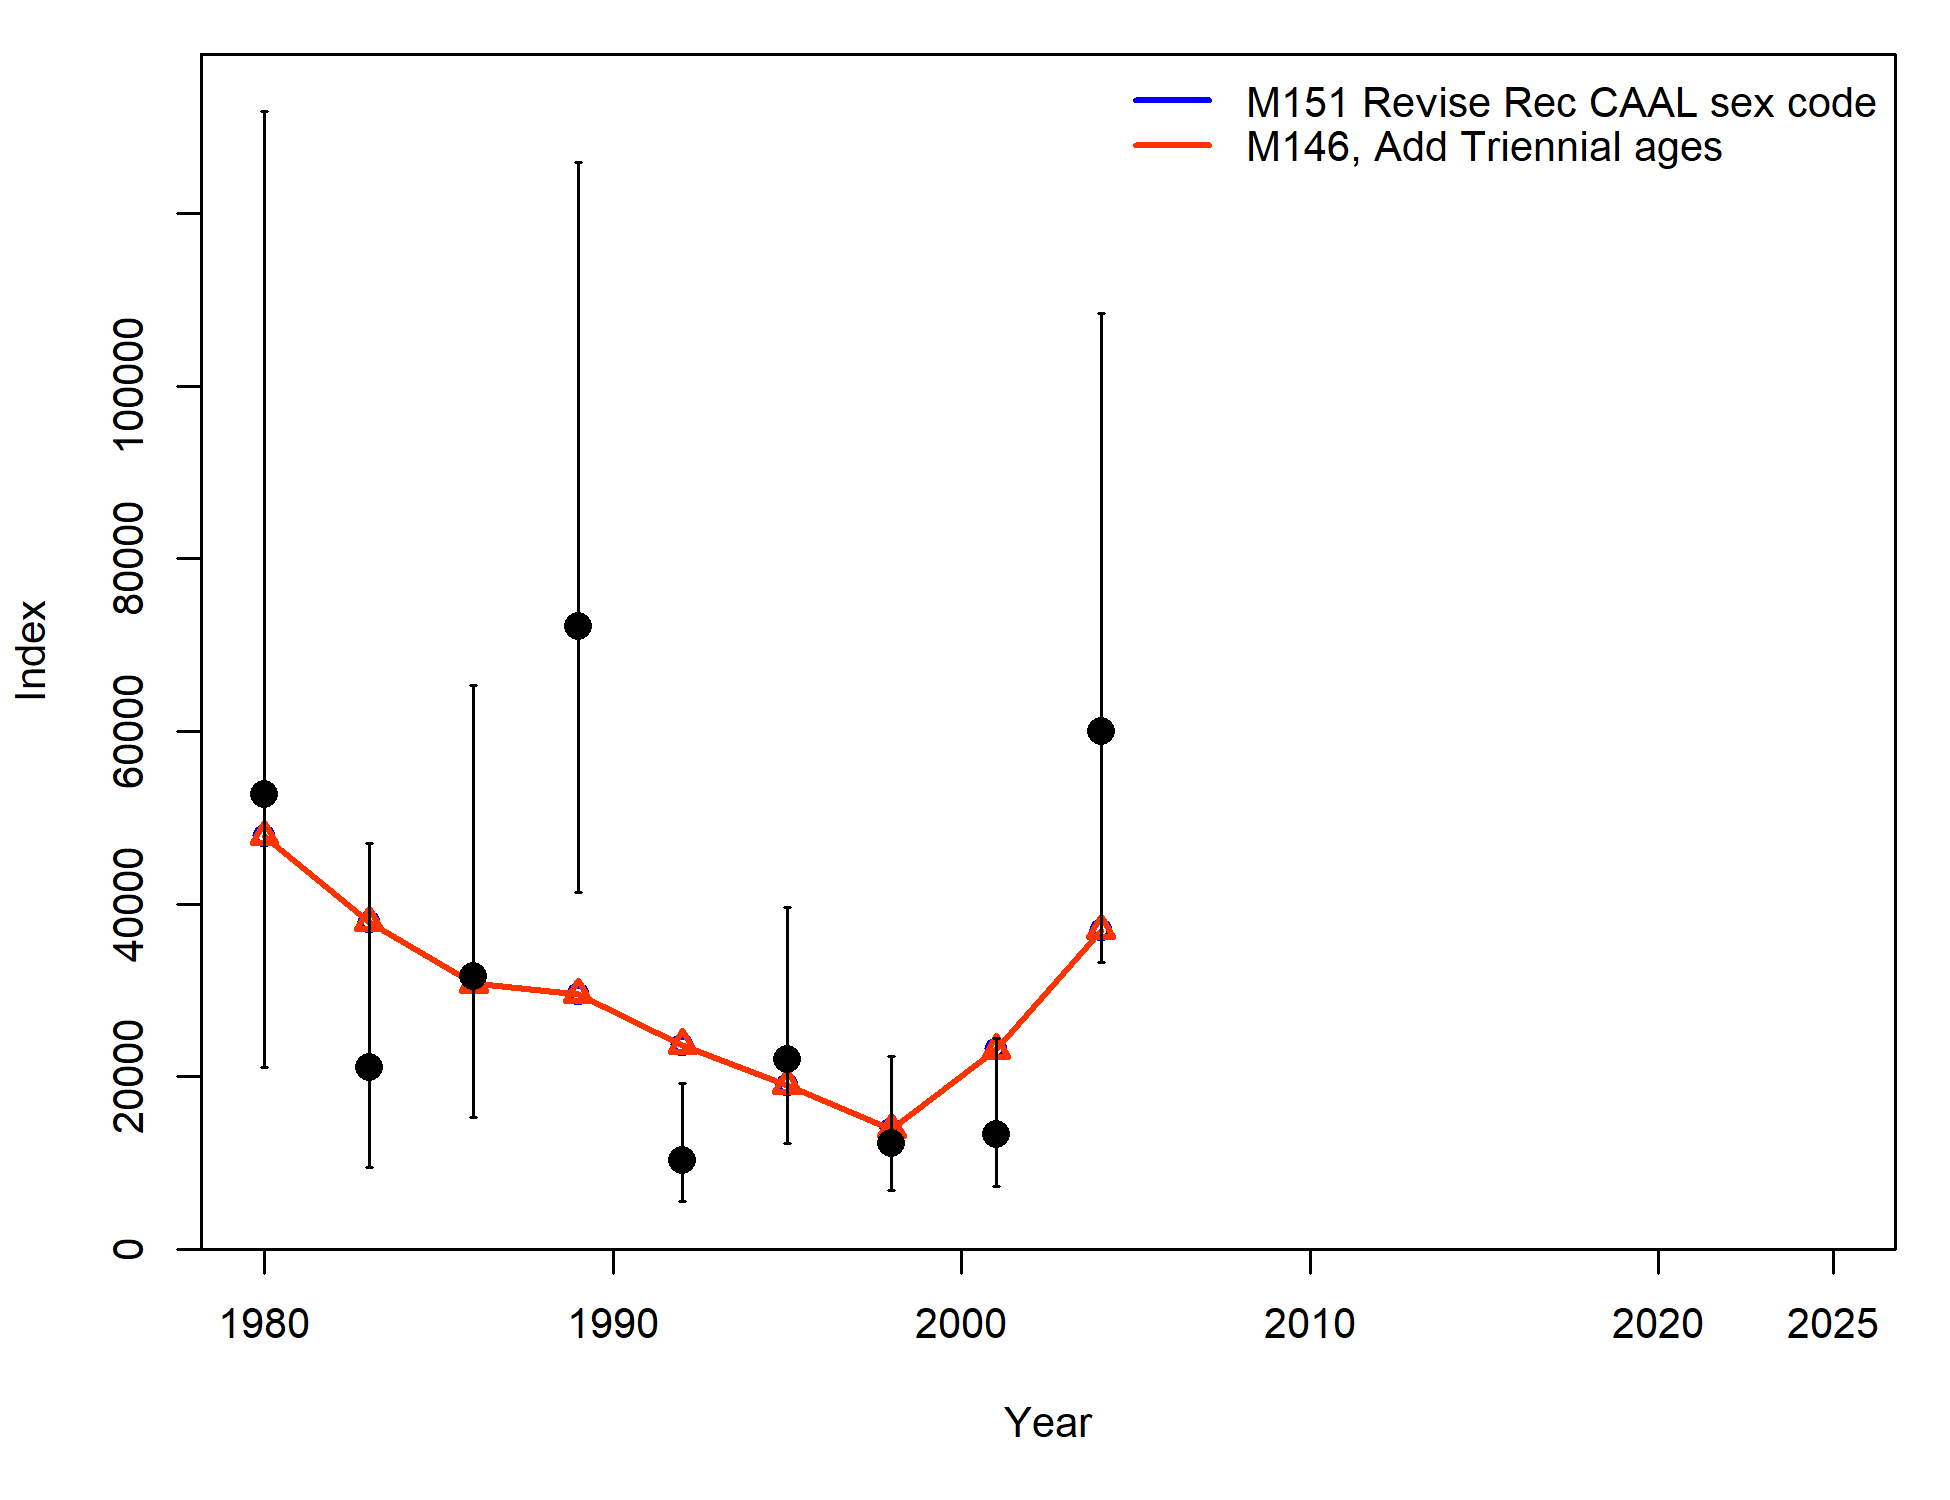 M151 Revise Rec CAAL sex code
M146, Add Triennial ages
Index
100000
80000
60000
40000
20000
0
1980 1990 2000 2010 2020 2025
Year